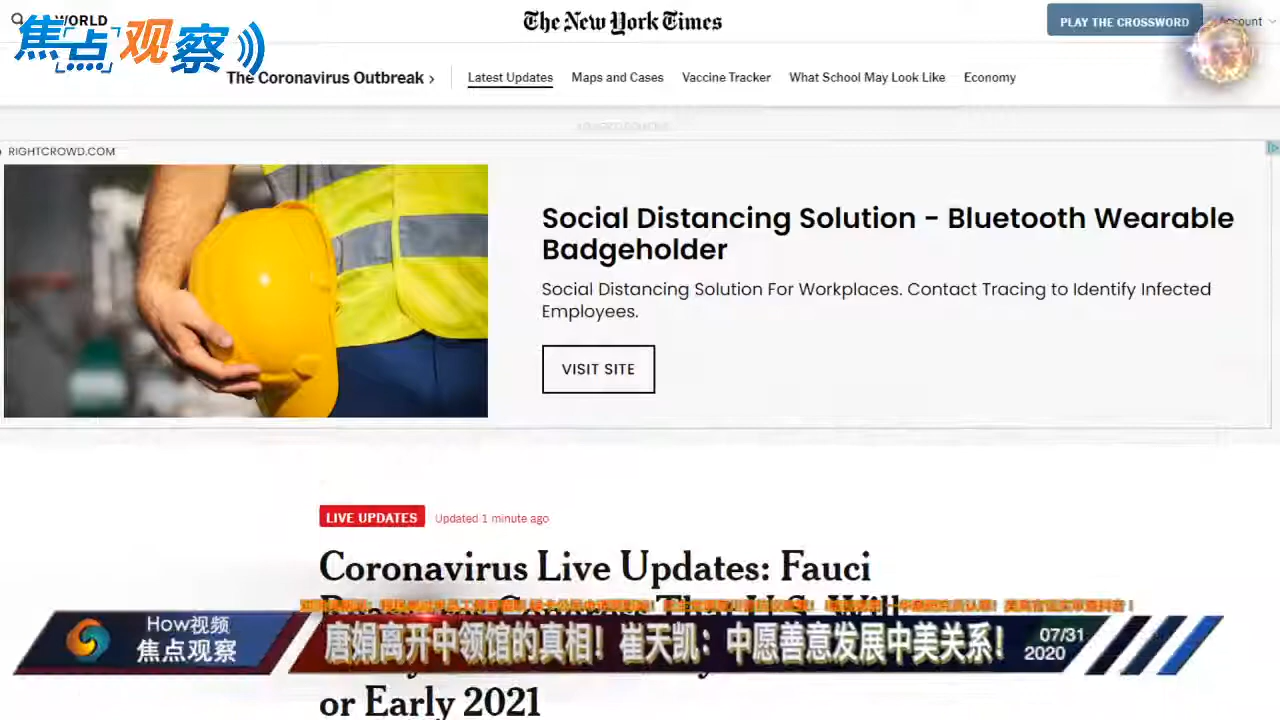 WORLD
焦点观察
The New York Times
PLAY THE CROSSWORD
Account
The Coronavirus Outbreak ›
Latest Updates
Maps and Cases
Vaccine Tracker
What School May Look Like
Economy
RIGHTCROWD.COM
Social Distancing Solution - Bluetooth Wearable
Badgeholder
Social Distancing Solution For Workplaces. Contact Tracing to Identify Infected
Employees.
VISIT SITE
LIVE UPDATES
Updated 1 minute ago
Coronavirus Live Updates: Fauci
That U.S. Will
How视频
焦点观察
唐娟离开中领馆的真相！崔天凯：中愿善意发展中美关系！
07/31
2020
or Early 2021